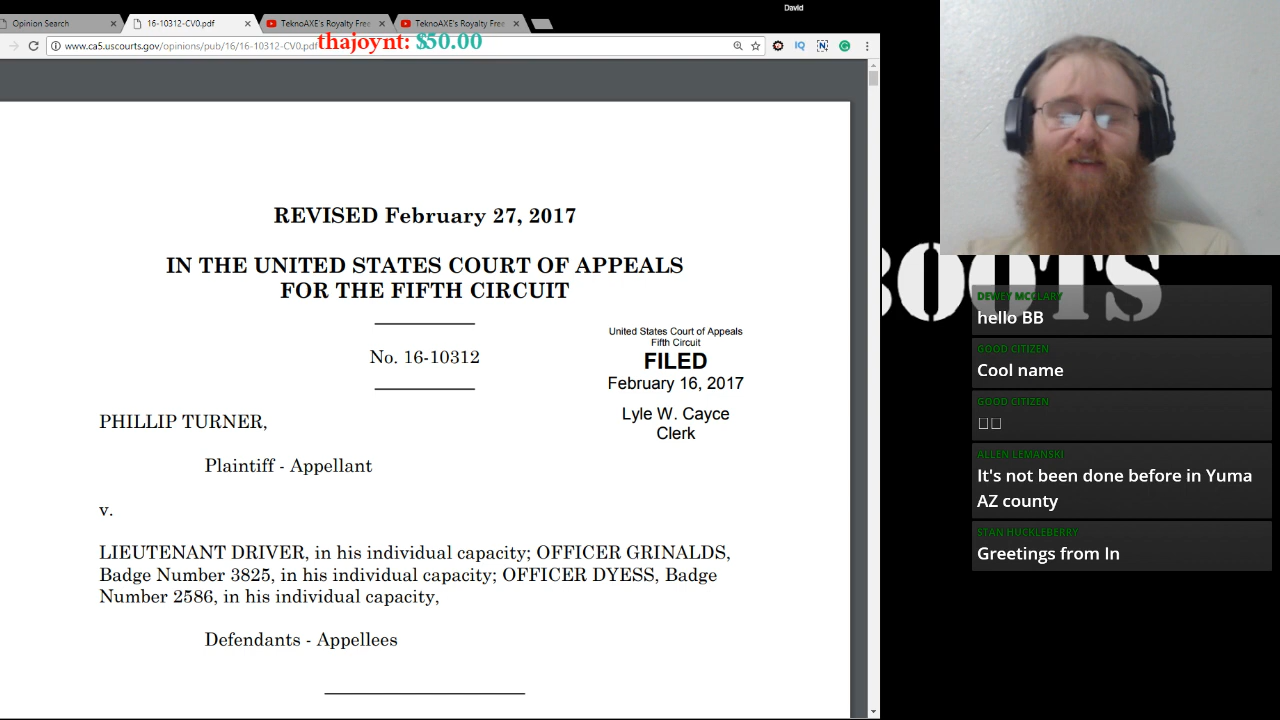 David
Opinion Search
16-10312-CV0.pdf
TeknoAXE's Royalty Free
TeknoAXE's Royalty Free
www.ca5.uscourts.gov/opinions/pub/16/16-10312-CV0.pdf
thajoynt: $50.00
IQ
N
REVISED February 27, 2017
IN THE UNITED STATES COURT OF APPEALS
FOR THE FIFTH CIRCUIT
No. 16-10312
United States Court of Appeals
Fifth Circuit
FILED
February 16, 2017
Lyle W. Cayce
Clerk
PHILLIP TURNER,
Plaintiff - Appellant
v.
LIEUTENANT DRIVER, in his individual capacity; OFFICER GRINALDS,
Badge Number 3825, in his individual capacity; OFFICER DYESS, Badge
Number 2586, in his individual capacity,
Defendants - Appellees
BOOTS
DEWEY MCCLARY
hello BB
GOOD CITIZEN
Cool name
GOOD CITIZEN
ALLEN LEMANSKI
It's not been done before in Yuma
AZ county
STAN HUCKLEBERRY
Greetings from In